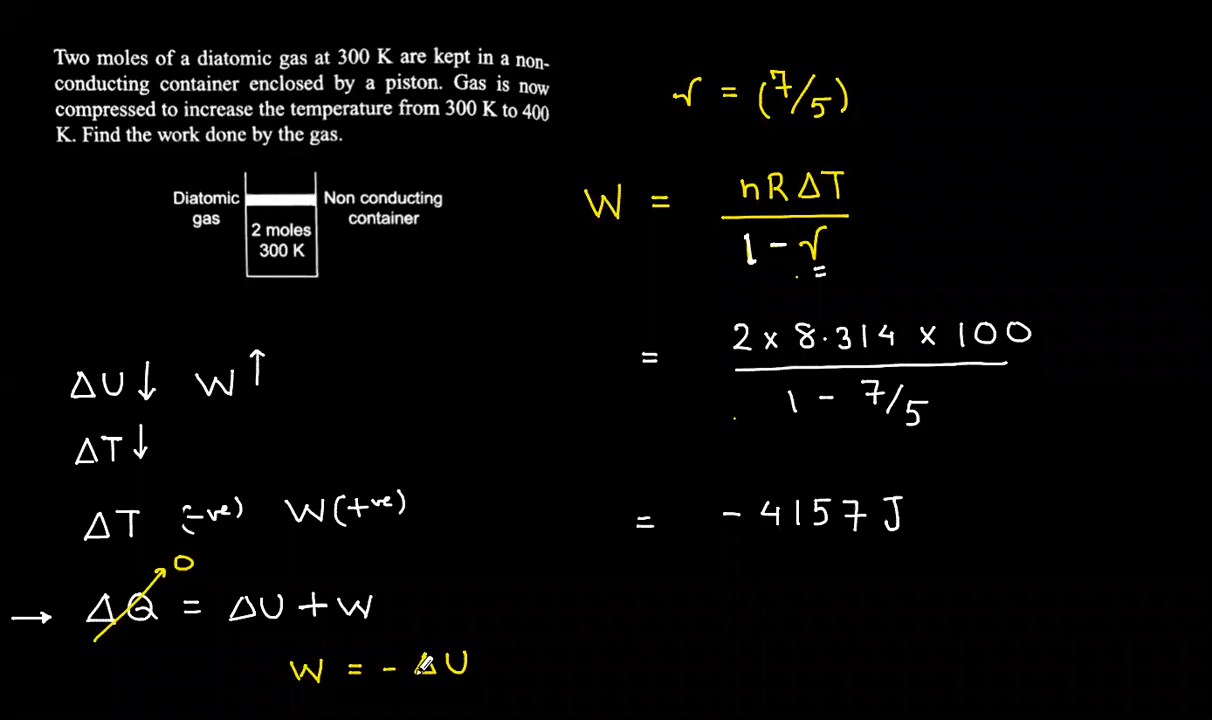 Two moles of a diatomic gas at 300 K are kept in a non-
conducting container enclosed by a piston. Gas is now
compressed to increase the temperature from 300 K to 400
K. Find the work done by the gas.
Diatomic gas
2 moles
300 K
Non conducting container
ΔU↓ W↑
ΔT↓
ΔT (-ve) W(+ve)
→ ΔQ = ΔU + W
0
W = - ΔU
γ = (7/5)
W = nRΔT / 1 - γ
= 2 x 8.314 x 100 / 1 - 7/5
= - 4157 J